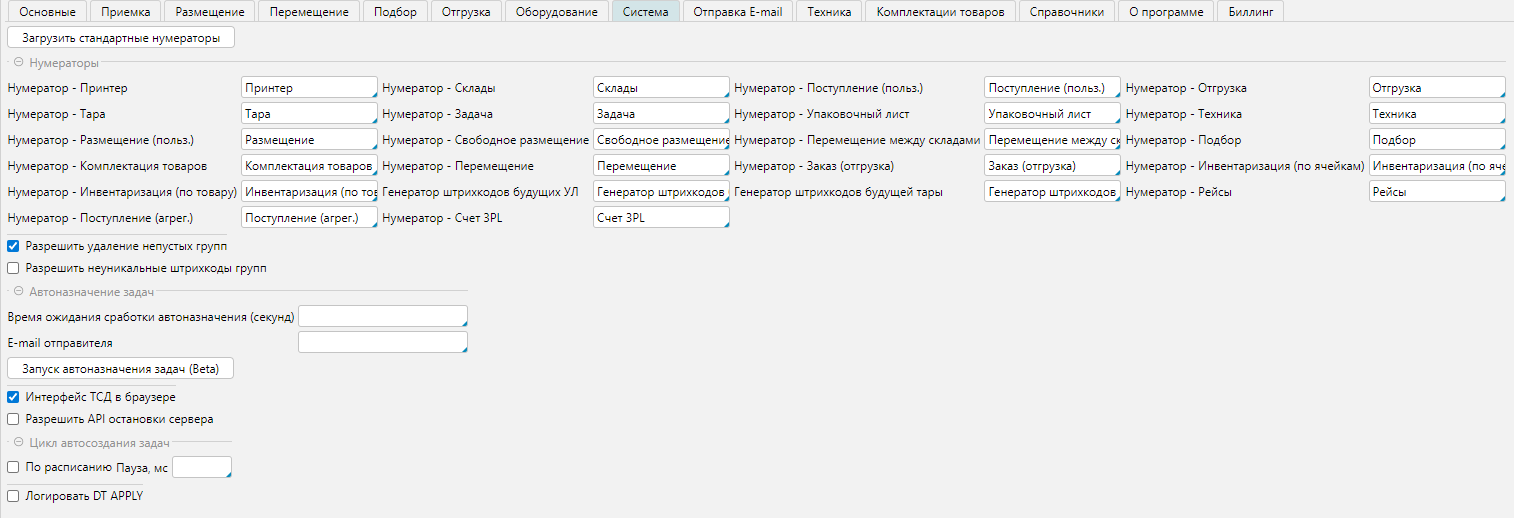 Основные Приемка Размещение Перемещение Подбор Отгрузка Оборудование Система Отправка E-mail Техника Комплектации товаров Справочники О программе Биллинг
Загрузить стандартные нумераторы
Нумераторы
Нумератор - Принтер Принтер Нумератор - Склады Склады Нумератор - Поступление (польз.) Поступление (польз.) Нумератор - Отгрузка Отгрузка
Нумератор - Тара Тара Нумератор - Задача Задача Нумератор - Упаковочный лист Упаковочный лист Нумератор - Техника Техника
Нумератор - Размещение (польз.) Размещение Нумератор - Свободное размещение Свободное размещение Нумератор - Перемещение между складами Перемещение между ск Нумератор - Подбор Подбор
Нумератор - Комплектация товаров Комплектация товаров Нумератор - Перемещение Перемещение Нумератор - Заказ (отгрузка) Заказ (отгрузка) Нумератор - Инвентаризация (по ячейкам) Инвентаризация (по яче
Нумератор - Инвентаризация (по товару) Инвентаризация (по тов Генератор штрихкодов будущих УЛ Генератор штрихкодов Генератор штрихкодов будущей тары Генератор штрихкодов Нумератор - Рейсы Рейсы
Нумератор - Поступление (агрег.) Поступление (агрег.) Нумератор - Счет 3PL Счет 3PL
Разрешить удаление непустых групп
Разрешить неуникальные штрихкоды групп
Автоназначение задач
Время ожидания сработки автоназначения (секунд)
E-mail отправителя
Запуск автоназначения задач (Beta)
Интерфейс ТСД в браузере
Разрешить API остановки сервера
Цикл автосоздания задач
По расписанию Пауза, мс
Логировать DT APPLY